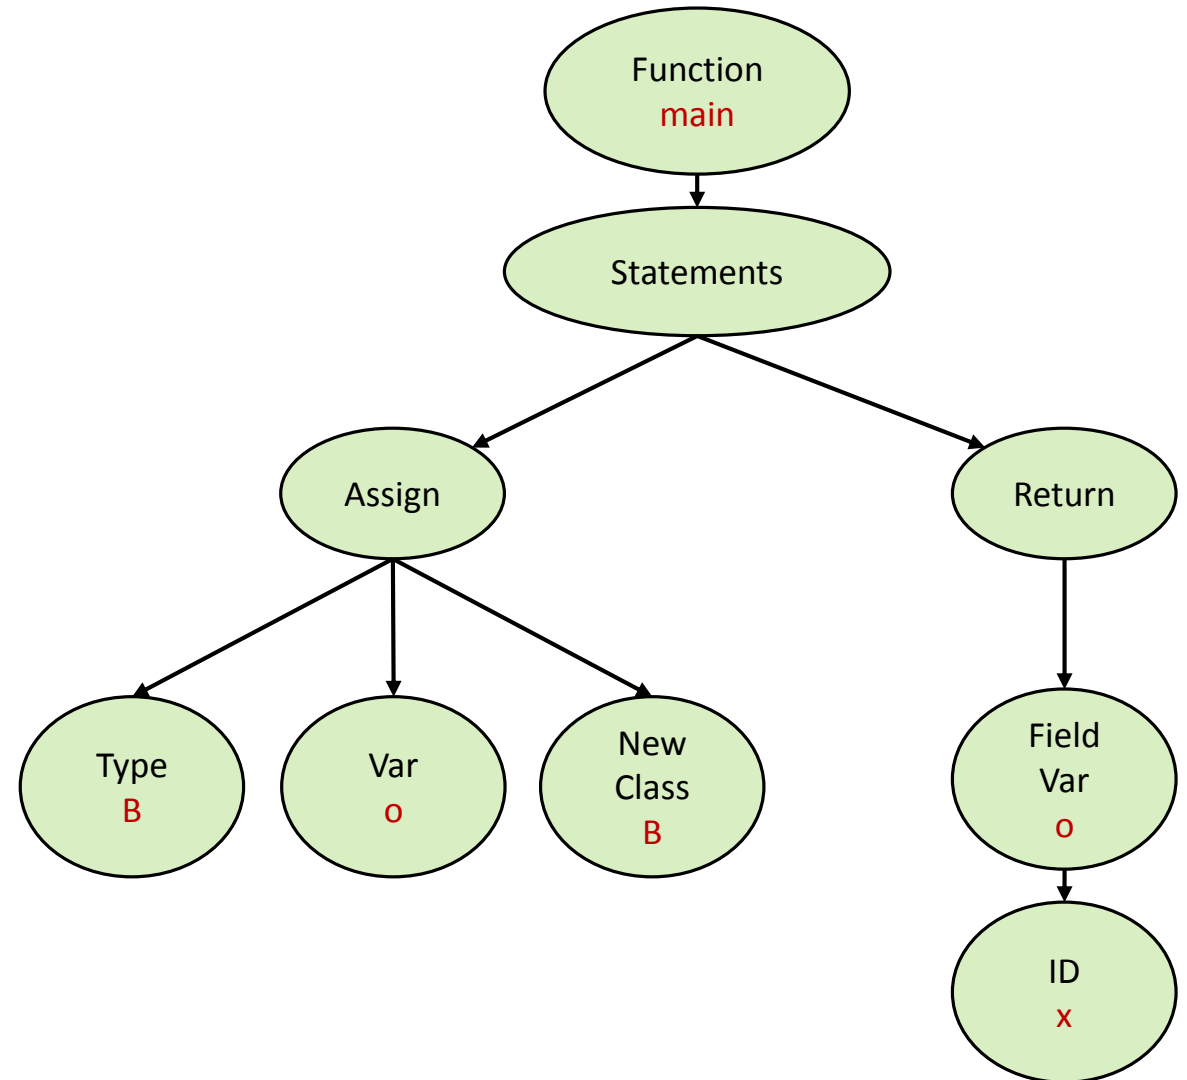 Function
main
Statements
Assign
Return
Type
B
Var
o
New
Class
B
Field
Var
o
ID
x